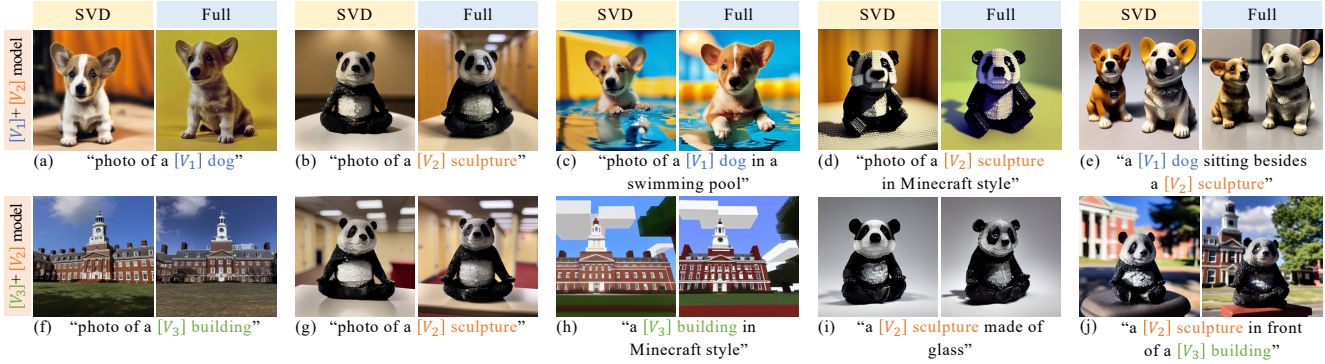 SVD Full SVD Full SVD Full SVD Full SVD Full
[V₁]+ [V₂] model
(a) “photo of a [V₁] dog”
(b) “photo of a [V₂] sculpture”
(c) “photo of a [V₁] dog in a
swimming pool”
(d) “photo of a [V₂] sculpture
in Minecraft style”
(e) “a [V₁] dog sitting besides
a [V₂] sculpture”
[V₃]+ [V₂] model
(f) “photo of a [V₃] building”
(g) “photo of a [V₂] sculpture”
(h) “a [V₃] building in
Minecraft style”
(i) “a [V₂] sculpture made of
glass”
(j) “a [V₂] sculpture in front
of a [V₃] building”